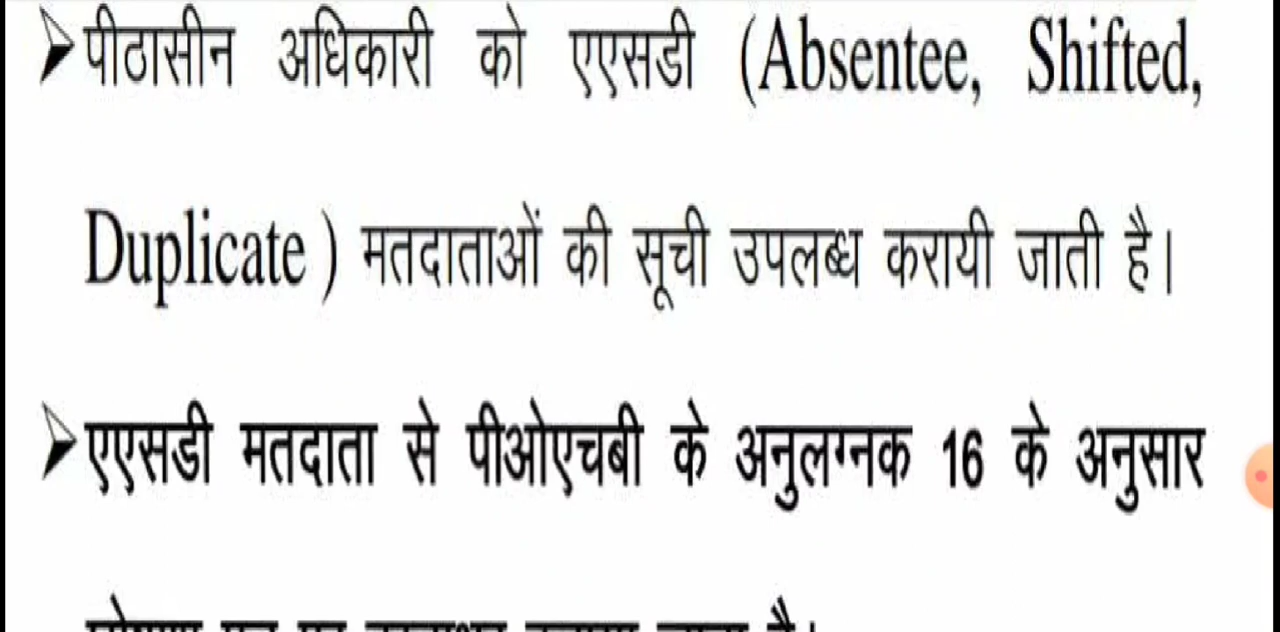 ➢पीठासीन अधिकारी को एएसडी (Absentee, Shifted,
Duplicate ) मतदाताओं की सूची उपलब्ध करायी जाती है।
➢एएसडी मतदाता से पीओएचबी के अनुलग्नक 16 के अनुसार